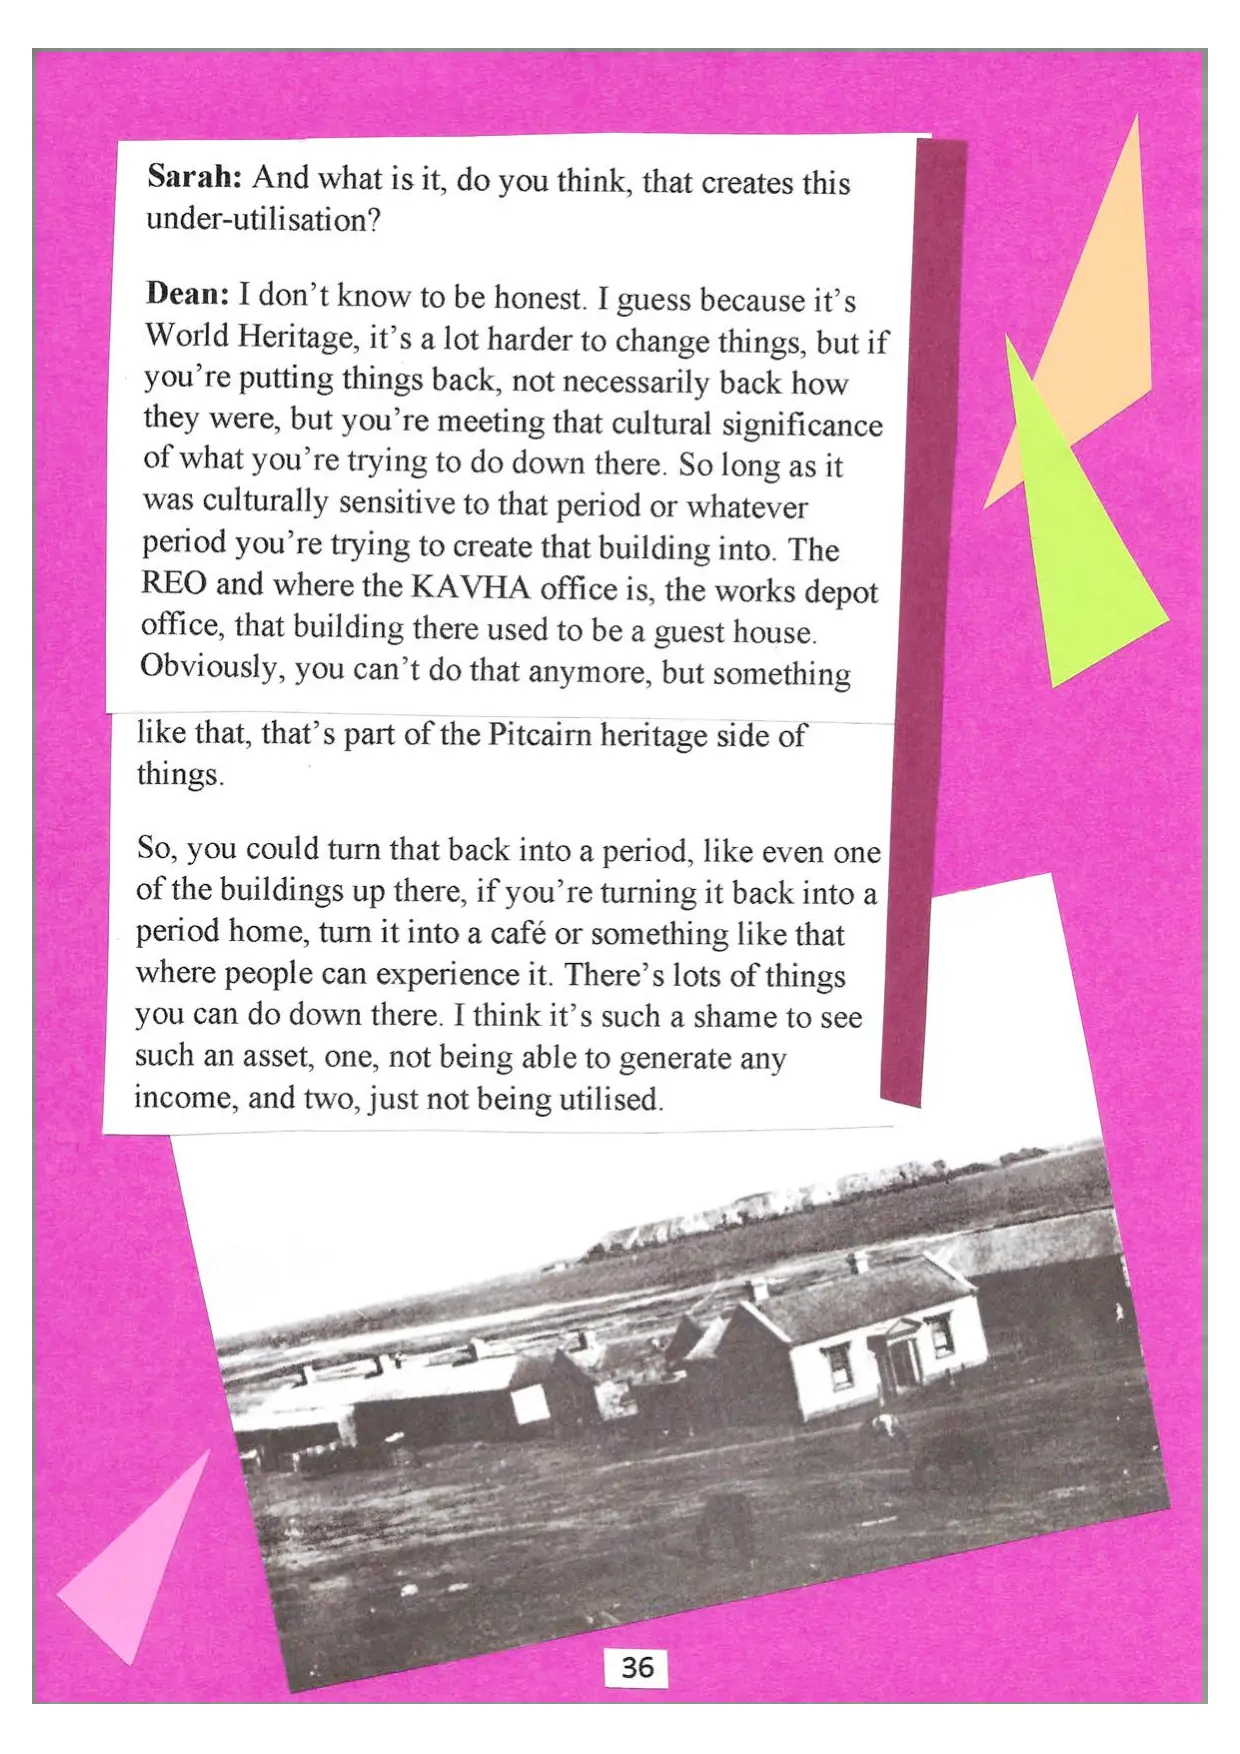 Sarah: And what is it, do you think, that creates this
under-utilisation?
Dean: I don't know to be honest. I guess because it's
World Heritage, it's a lot harder to change things, but if
you're putting things back, not necessarily back how
they were, but you're meeting that cultural significance
of what you're trying to do down there. So long as it
was culturally sensitive to that period or whatever
period you're trying to create that building into. The
REO and where the KAVHA office is, the works depot
office, that building there used to be a guest house.
Obviously, you can't do that anymore, but something
like that, that's part of the Pitcairn heritage side of
things.
So, you could turn that back into a period, like even one
of the buildings up there, if you're turning it back into a
period home, turn it into a café or something like that
where people can experience it. There's lots of things
you can do down there. I think it's such a shame to see
such an asset, one, not being able to generate any
income, and two, just not being utilised.
36